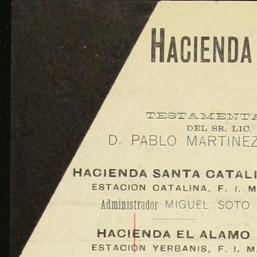 HACIENDA
TESTAMENTA
DEL SR. LIC.
D. PABLO MARTINEZ
HACIENDA SANTA CATALI
ESTACION CATALINA, F. I. M
Administrador MIGUEL SOTO
HACIENDA EL ALAMO
ESTACION YERBANIS, F. I. M